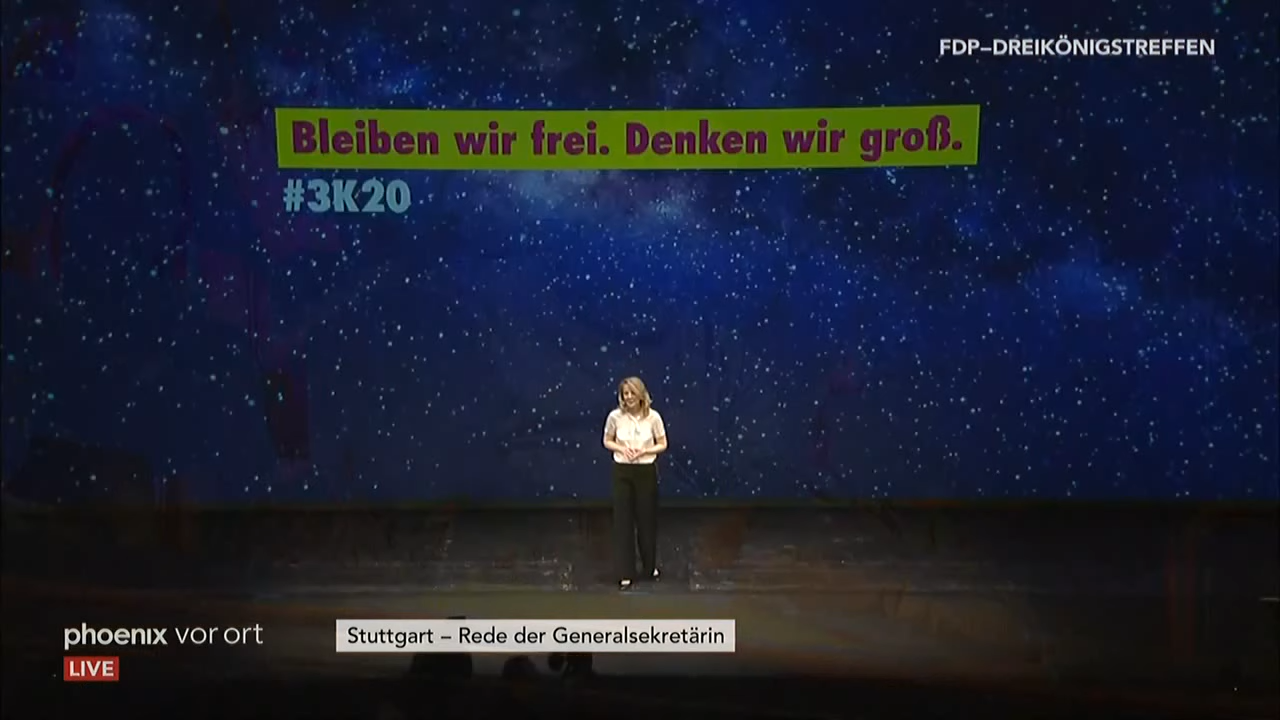 FDP–DREIKÖNIGSTREFFEN
Bleiben wir frei. Denken wir groß.
#3K20
phoenix vor ort
Stuttgart – Rede der Generalsekretärin
LIVE